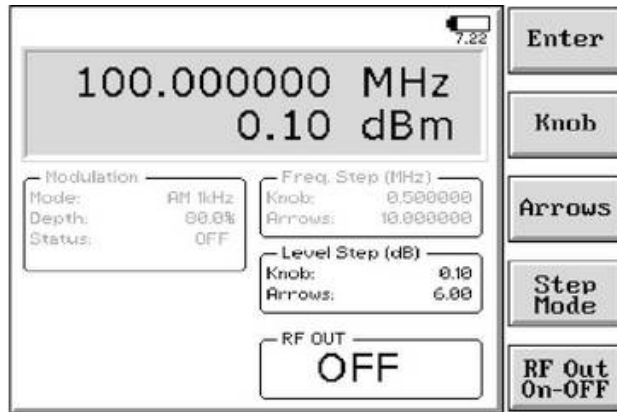 7.22
100.000000 MHz
0.10 dBm
Modulation
Mode: AM 1kHz
Depth: 80.0%
Status: OFF
Freq. Step (MHz)
Knob: 0.500000
Arrows: 10.000000
Level Step (dB)
Knob: 0.10
Arrows: 6.00
RF OUT
OFF
Enter
Knob
Arrows
Step
Mode
RF Out
On-OFF